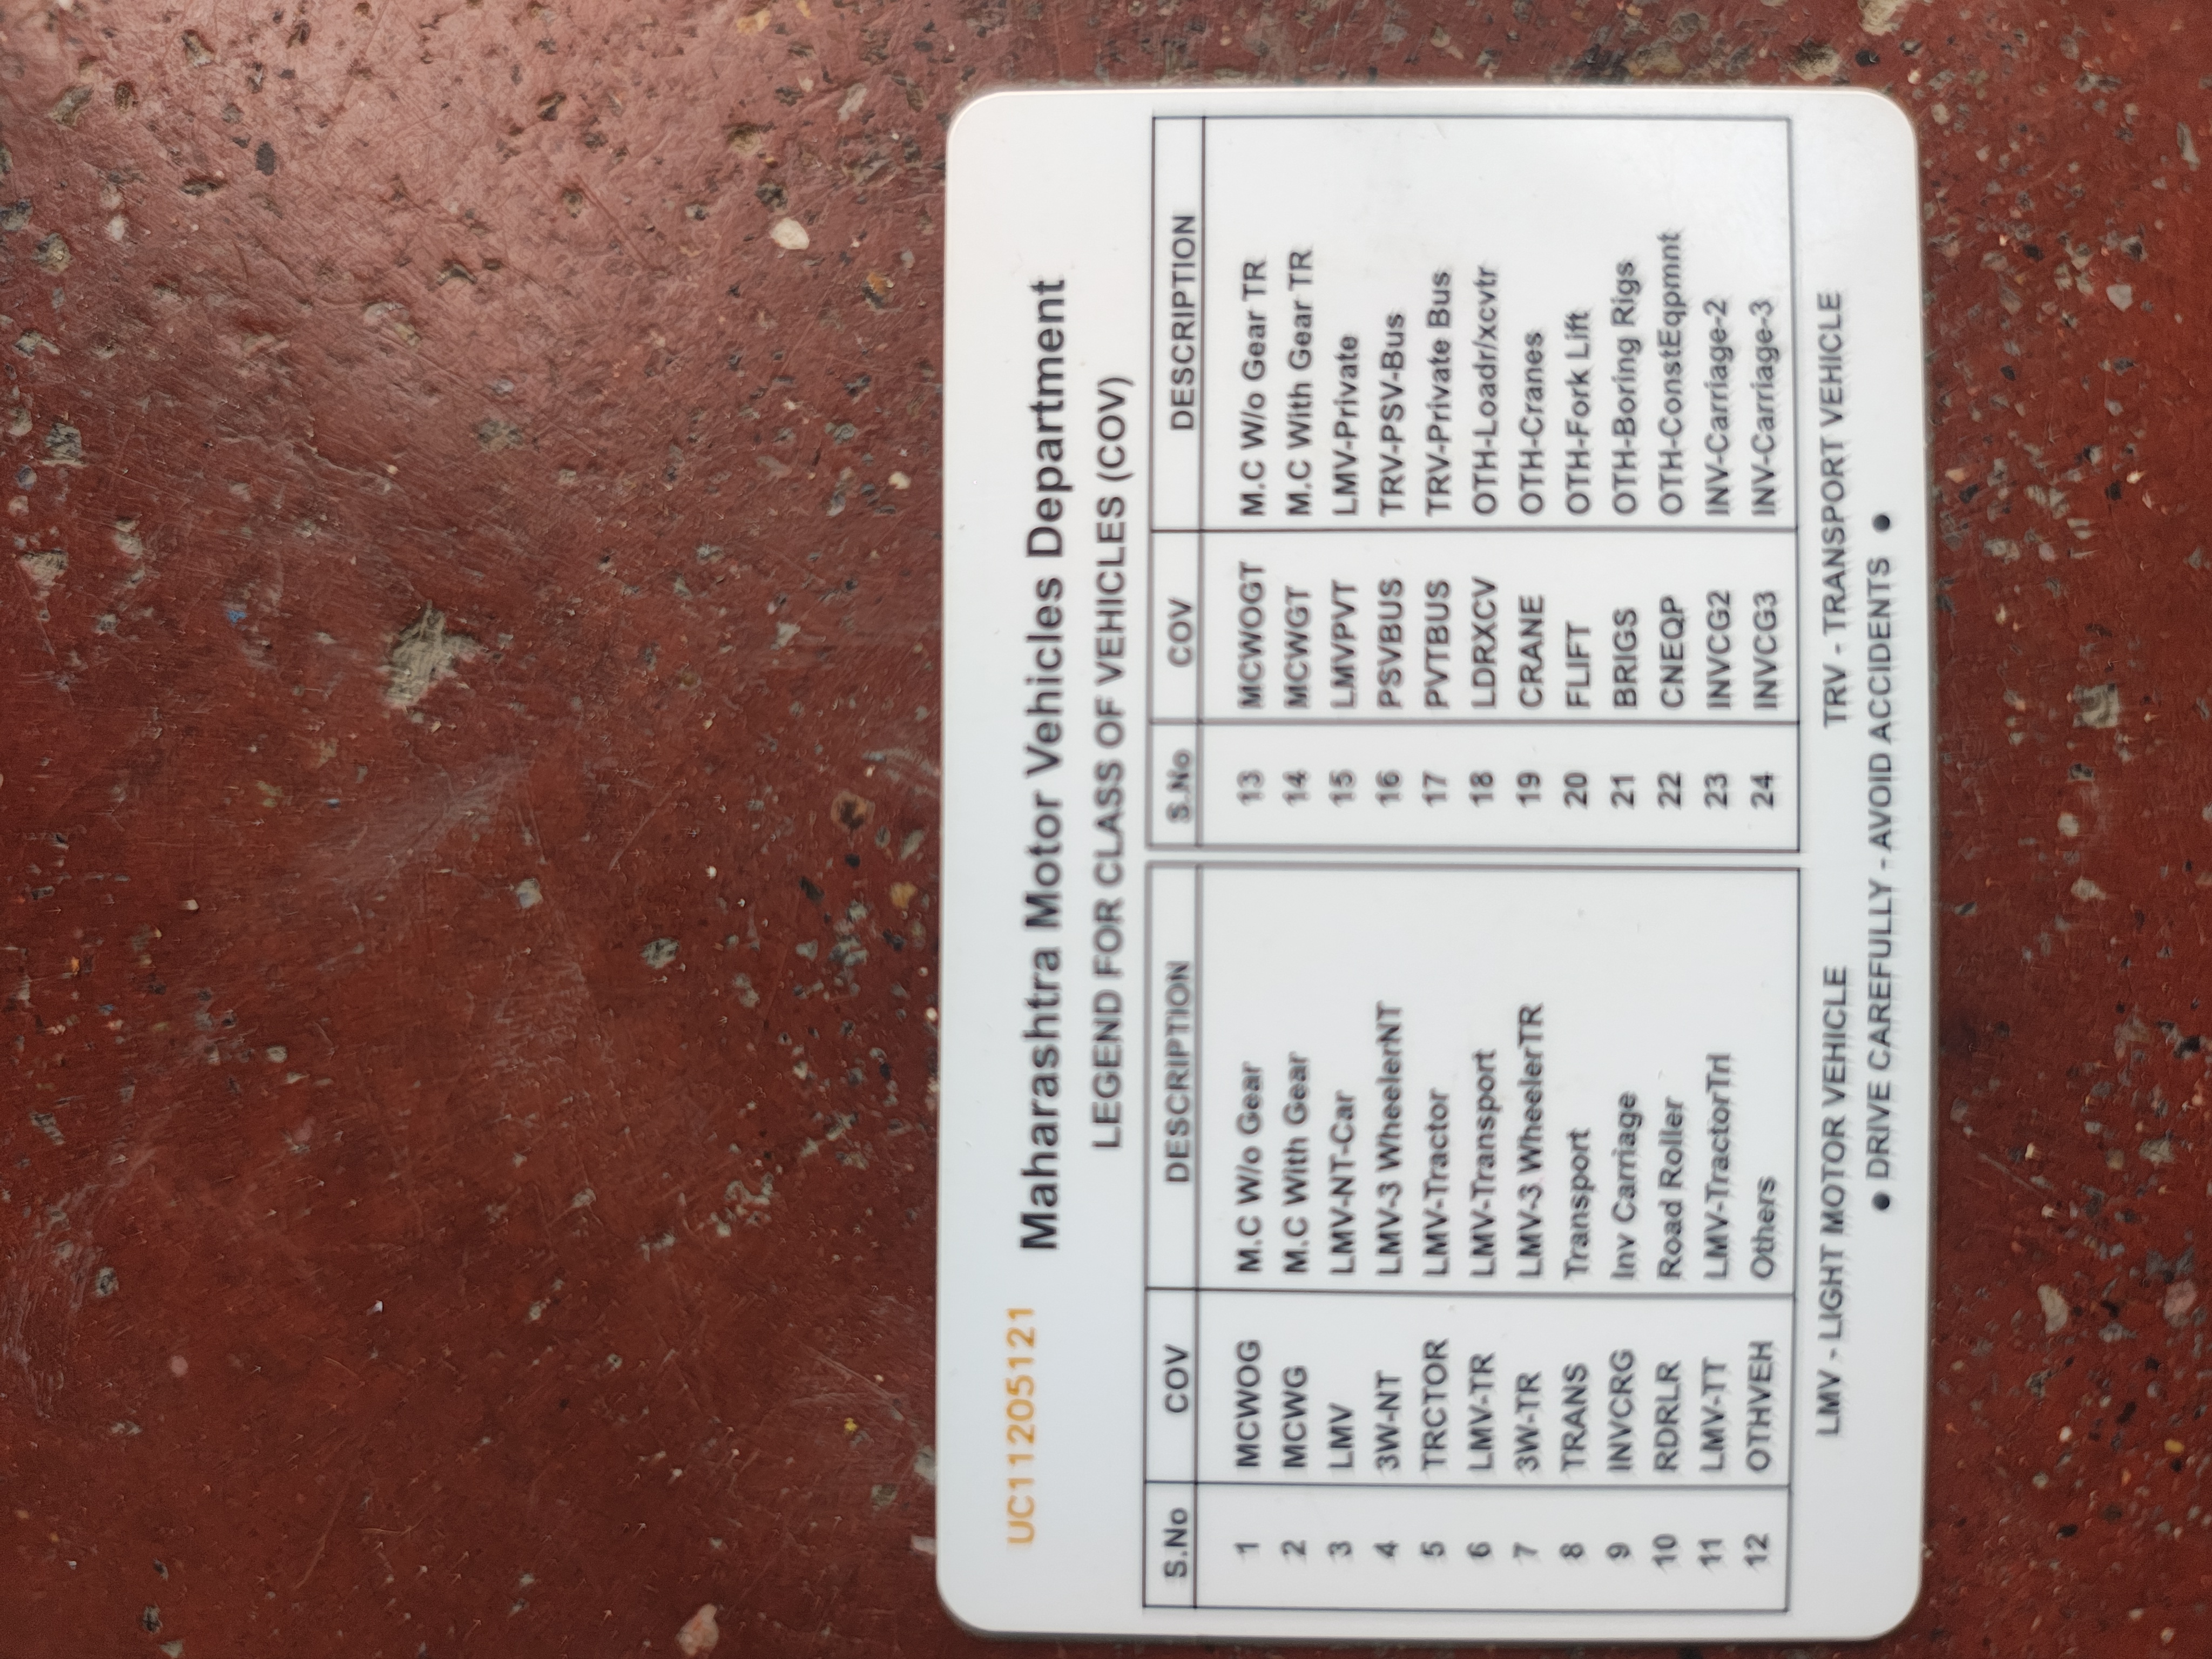 UC11205121
Maharashtra Motor Vehicles Department
LEGEND FOR CLASS OF VEHICLES (COV)
S.No COV DESCRIPTION S.No COV DESCRIPTION
1 MCWOG M.C W/o Gear 13 MCWOGT M.C W/o Gear TR
2 MCWG M.C With Gear 14 MCWGT M.C With Gear TR
3 LMV LMV-NT-Car 15 LMVPVT LMV-Private
4 3W-NT LMV-3 WheelerNT 16 PSVBUS TRV-PSV-Bus
5 TRCTOR LMV-Tractor 17 PVTBUS TRV-Private Bus
6 LMV-TR LMV-Transport 18 LDRXCV OTH-Loadr/xcvtr
7 3W-TR LMV-3 WheelerTR 19 CRANE OTH-Cranes
8 TRANS Transport 20 FLIFT OTH-Fork Lift
9 INVCRG Inv Carriage 21 BRIGS OTH-Boring Rigs
10 RDRLR Road Roller 22 CNEQP OTH-ConstEqpmnt
11 LMV-TT LMV-TractorTrl 23 INVCG2 INV-Carriage-2
12 OTHVEH Others 24 INVCG3 INV-Carriage-3
LMV - LIGHT MOTOR VEHICLE TRV - TRANSPORT VEHICLE
● DRIVE CAREFULLY - AVOID ACCIDENTS ●